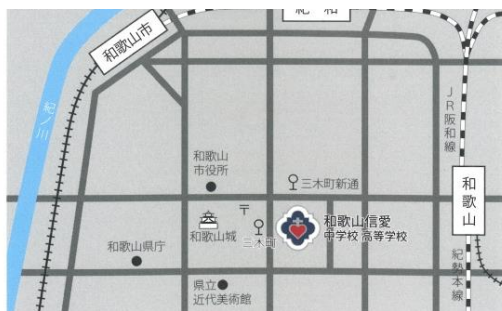 紀和
和歌山市
紀ノ川
JR阪和線
和歌山
市役所
三木町新通
和歌山
〒
和歌山信愛
中学校 高等学校
和歌山城
三木町
和歌山県庁
紀勢本線
県立
近代美術館